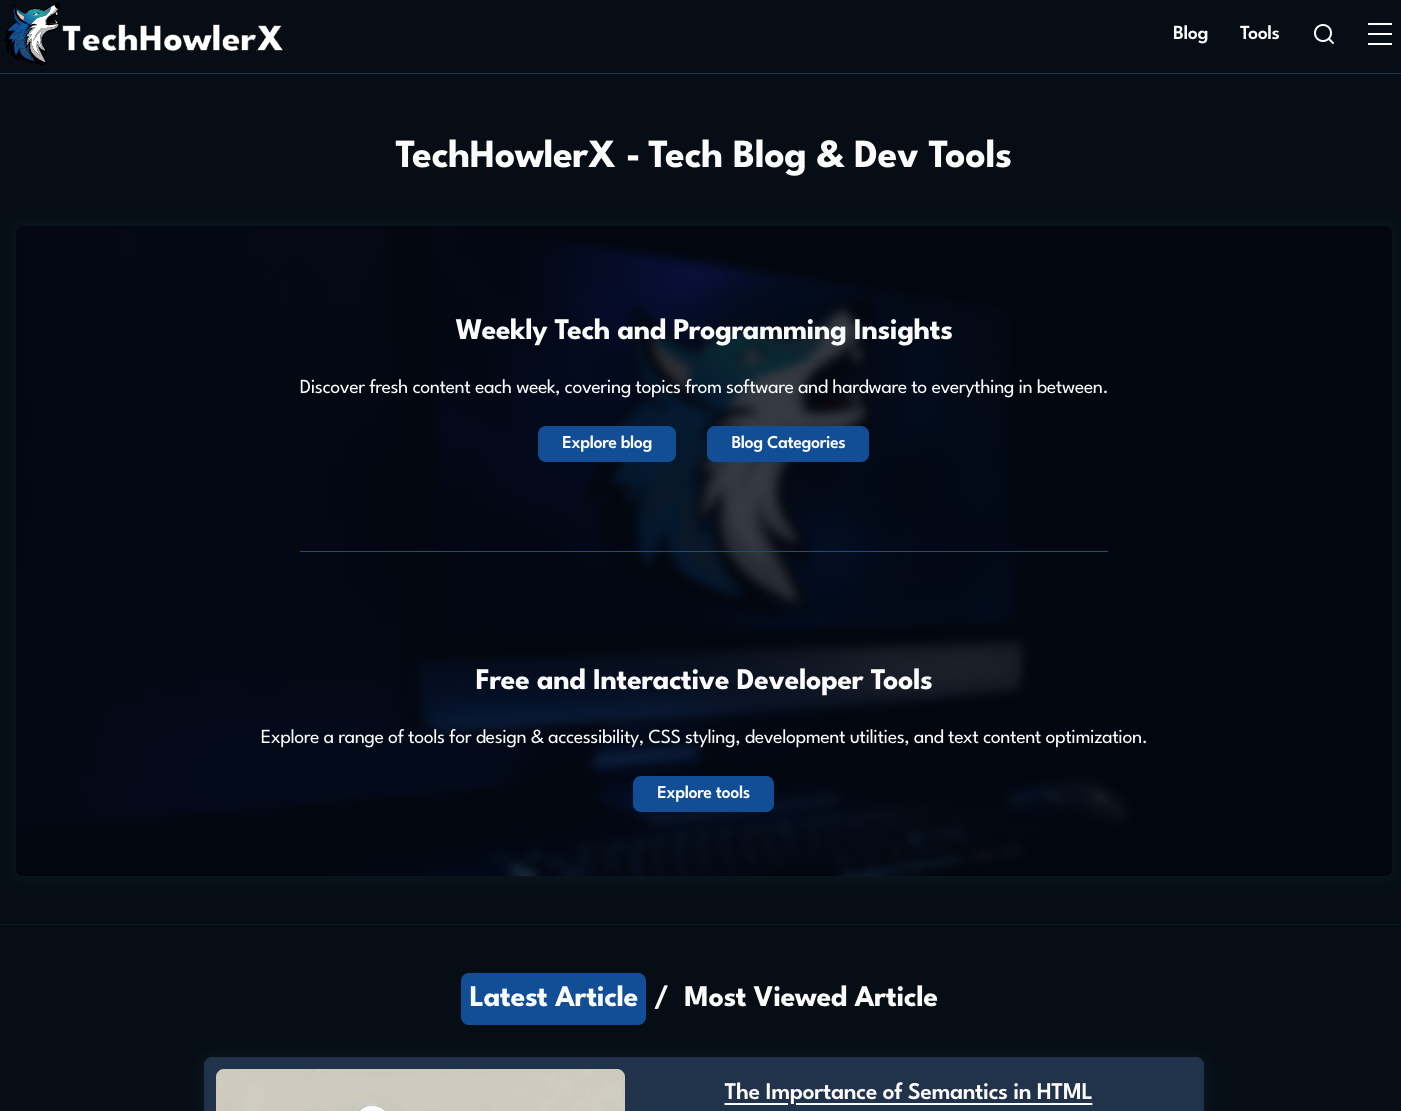 TechHowlerX
Blog
Tools
TechHowlerX - Tech Blog & Dev Tools
Weekly Tech and Programming Insights
Discover fresh content each week, covering topics from software and hardware to everything in between.
Explore blog
Blog Categories
Free and Interactive Developer Tools
Explore a range of tools for design & accessibility, CSS styling, development utilities, and text content optimization.
Explore tools
Latest Article / Most Viewed Article
The Importance of Semantics in HTML